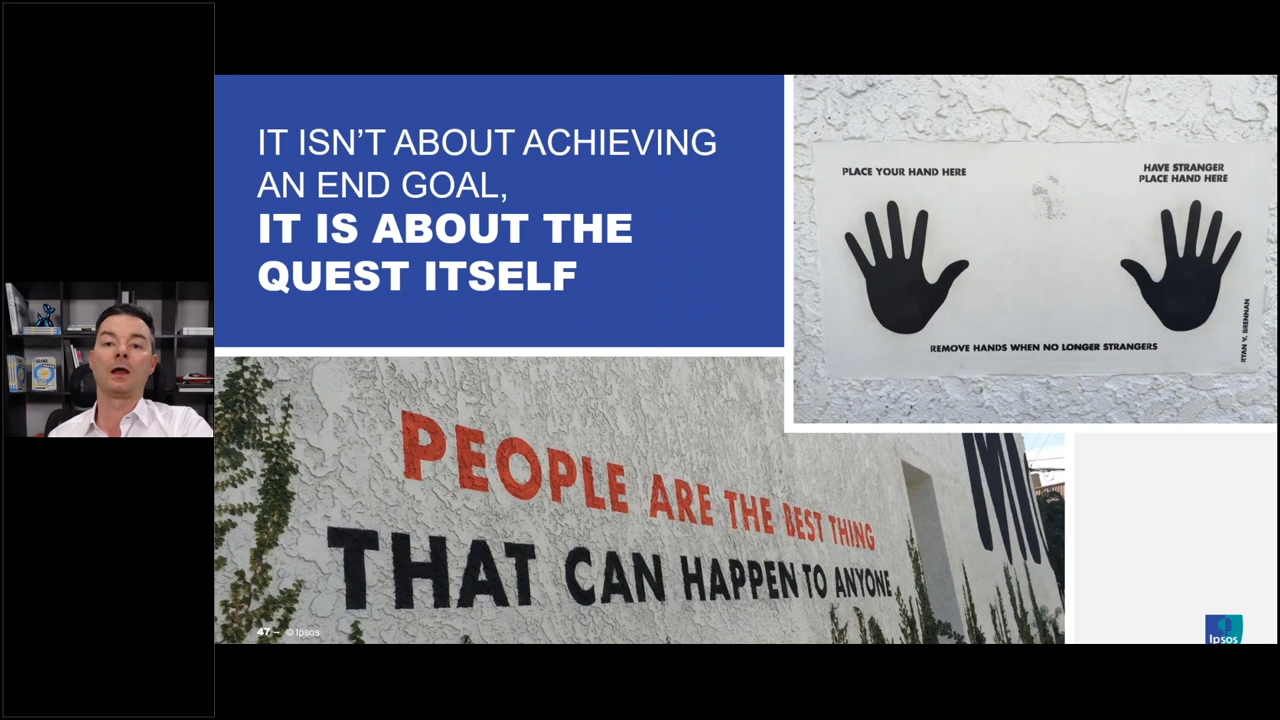 IT ISN'T ABOUT ACHIEVING
AN END GOAL,
IT IS ABOUT THE
QUEST ITSELF
PLACE YOUR HAND HERE
HAVE STRANGER
PLACE HAND HERE
REMOVE HANDS WHEN NO LONGER STRANGERS
RYAN V. BRENNAN
PEOPLE ARE THE BEST THING
THAT CAN HAPPEN TO ANYONE
47 – © Ipsos
Ipsos